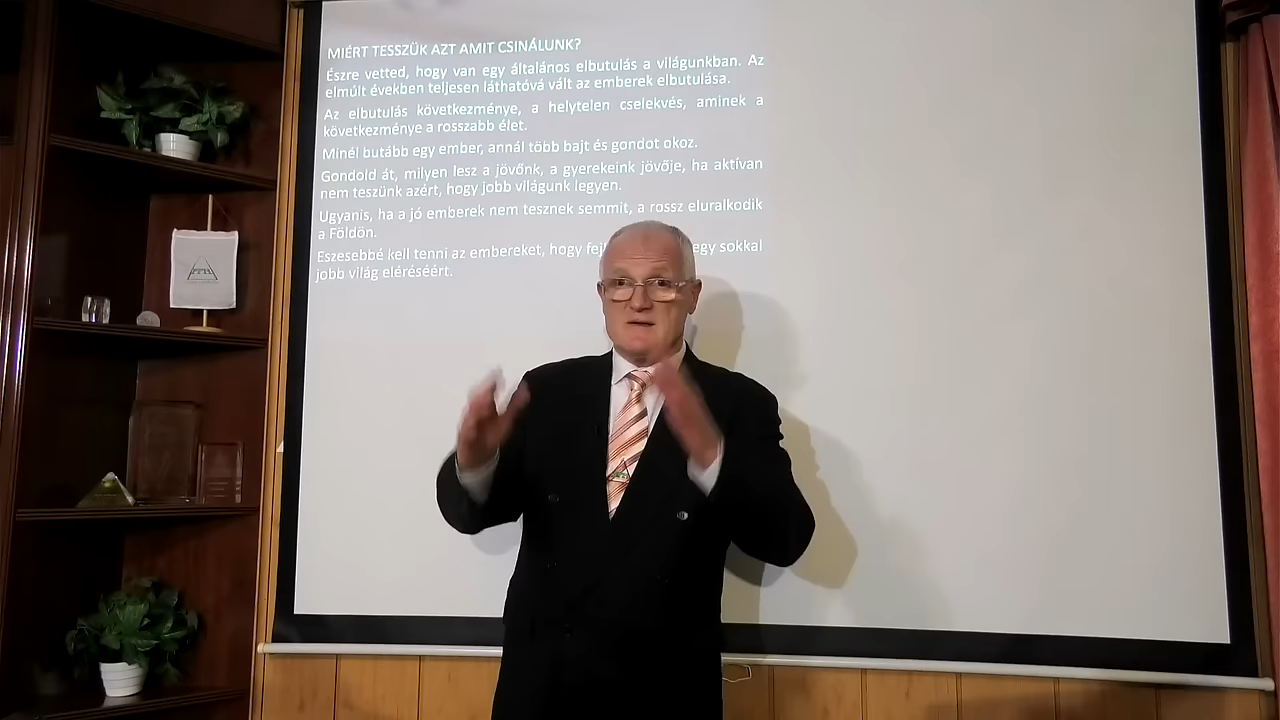 MIÉRT TESSZÜK AZT AMIT CSINÁLUNK?
Észre vetted, hogy van egy általános elbutulás a világunkban. Az
elmúlt években teljesen láthatóvá vált az emberek elbutulása.
Az elbutulás következménye, a helytelen cselekvés, aminek a
következménye a rosszabb élet.
Minél butább egy ember, annál több bajt és gondot okoz.
Gondold át, milyen lesz a jövőnk, a gyerekeink jövője, ha aktívan
nem teszünk azért, hogy jobb világunk legyen.
Ugyanis, ha a jó emberek nem tesznek semmit, a rossz eluralkodik
a Földön.
Eszesebbé kell tenni az embereket, hogy egy sokkal
jobb világ eléréséért.